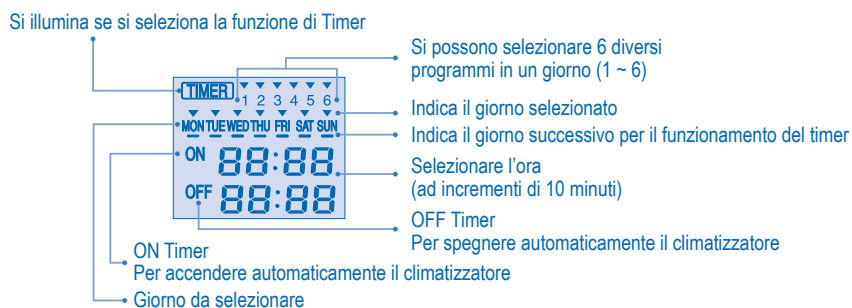 Si illumina se si seleziona la funzione di Timer
Si possono selezionare 6 diversi
programmi in un giorno (1 ~ 6)
TIMER
1 2 3 4 5 6
Indica il giorno selezionato
MON TUE WED THU FRI SAT SUN
Indica il giorno successivo per il funzionamento del timer
ON 88:88
Selezionare l'ora
(ad incrementi di 10 minuti)
OFF 88:88
OFF Timer
Per spegnere automaticamente il climatizzatore
ON Timer
Per accendere automaticamente il climatizzatore
Giorno da selezionare